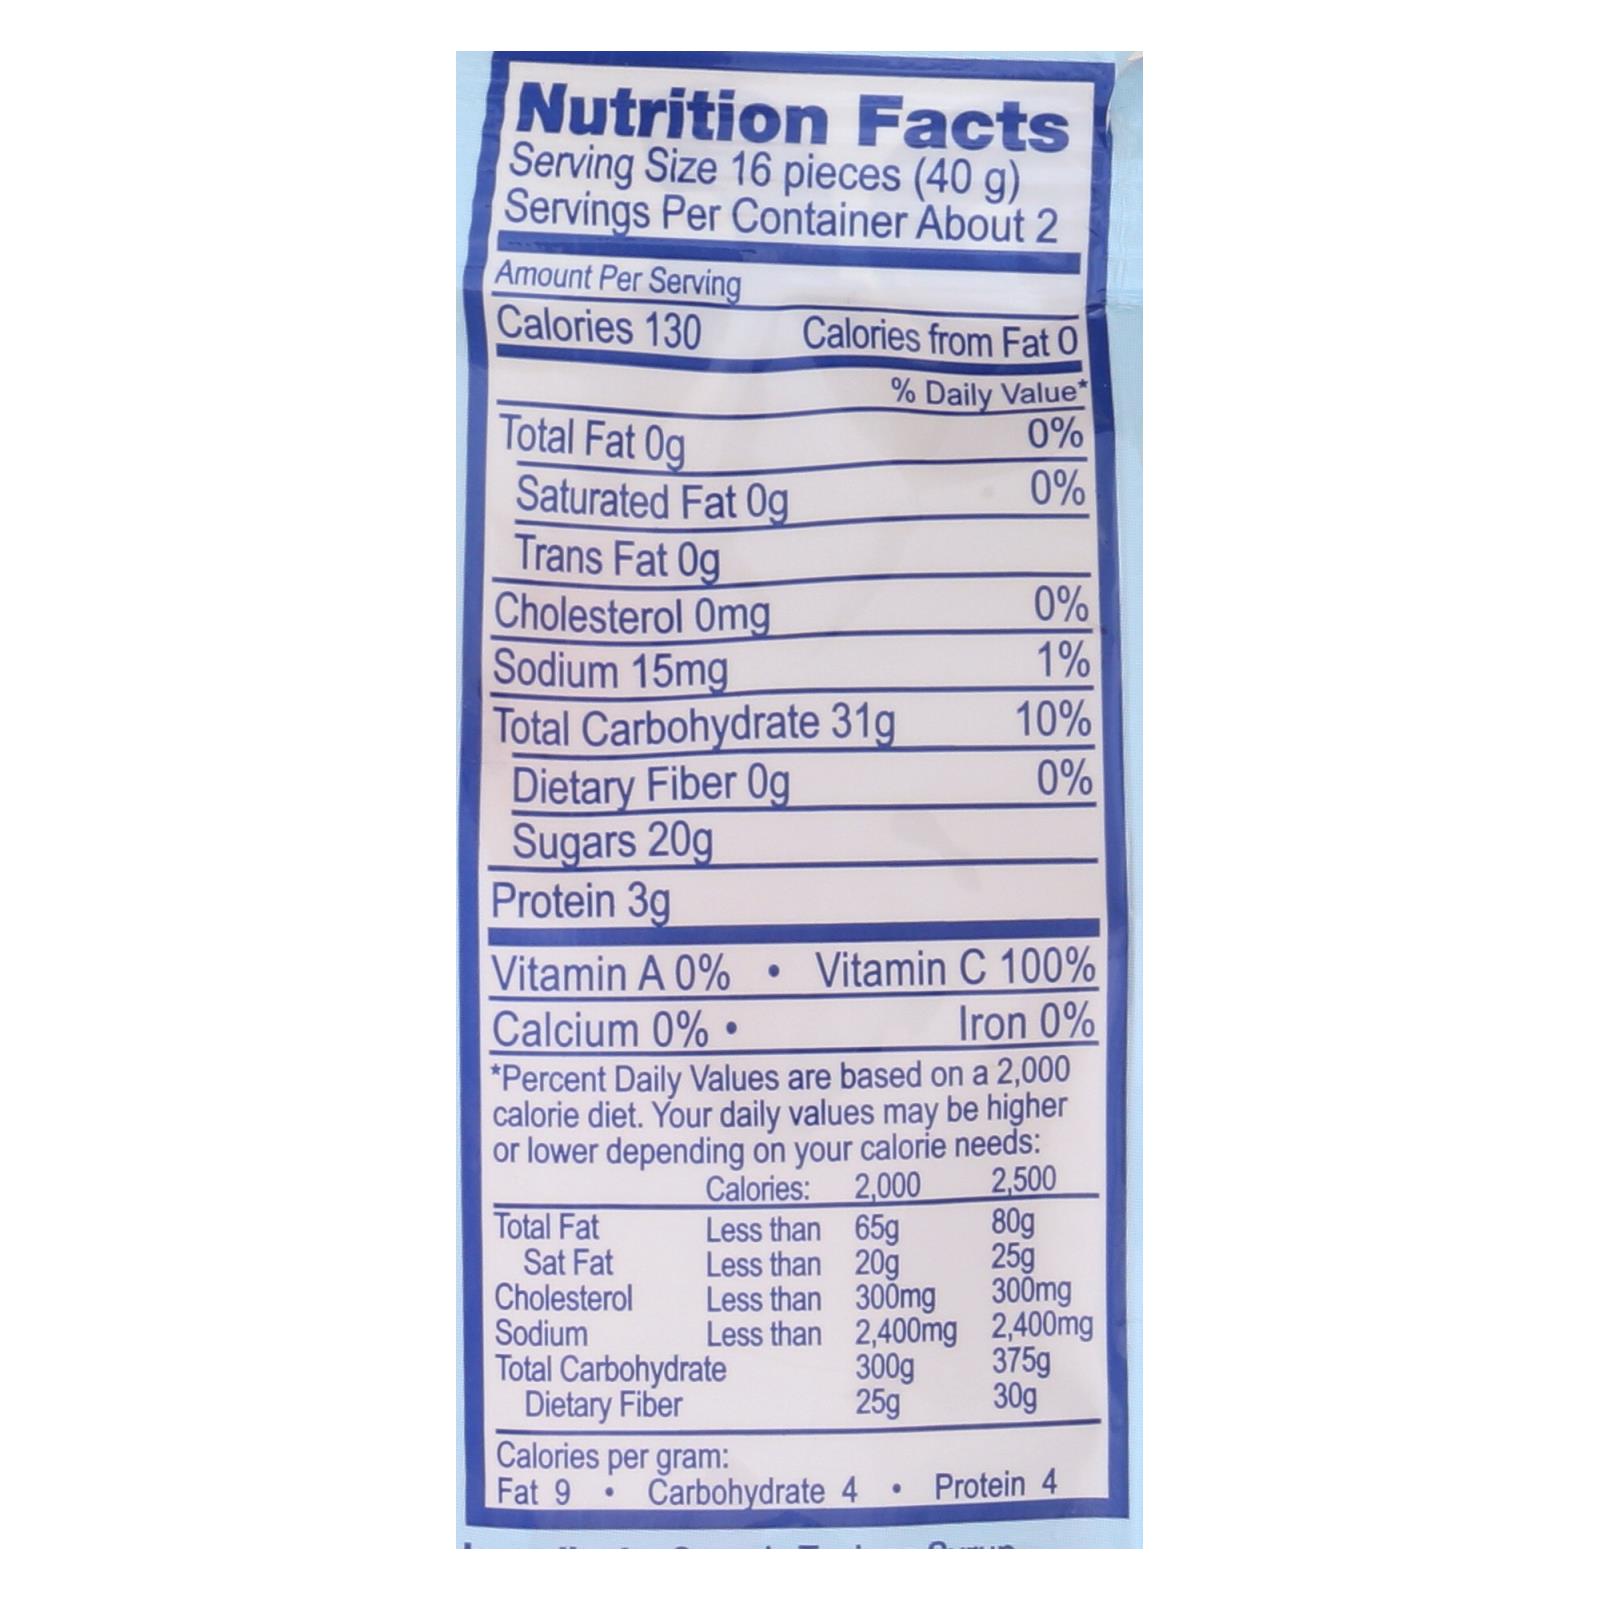 Nutrition Facts
Serving Size 16 pieces (40 g)
Servings Per Container About 2
Amount Per Serving
Calories 130 Calories from Fat 0
% Daily Value*
Total Fat 0g 0%
Saturated Fat 0g 0%
Trans Fat 0g
Cholesterol 0mg 0%
Sodium 15mg 1%
Total Carbohydrate 31g 10%
Dietary Fiber 0g 0%
Sugars 20g
Protein 3g
Vitamin A 0% • Vitamin C 100%
Calcium 0% • Iron 0%
*Percent Daily Values are based on a 2,000
calorie diet. Your daily values may be higher
or lower depending on your calorie needs:
Calories: 2,000 2,500
Total Fat Less than 65g 80g
Sat Fat Less than 20g 25g
Cholesterol Less than 300mg 300mg
Sodium Less than 2,400mg 2,400mg
Total Carbohydrate 300g 375g
Dietary Fiber 25g 30g
Calories per gram:
Fat 9 • Carbohydrate 4 • Protein 4